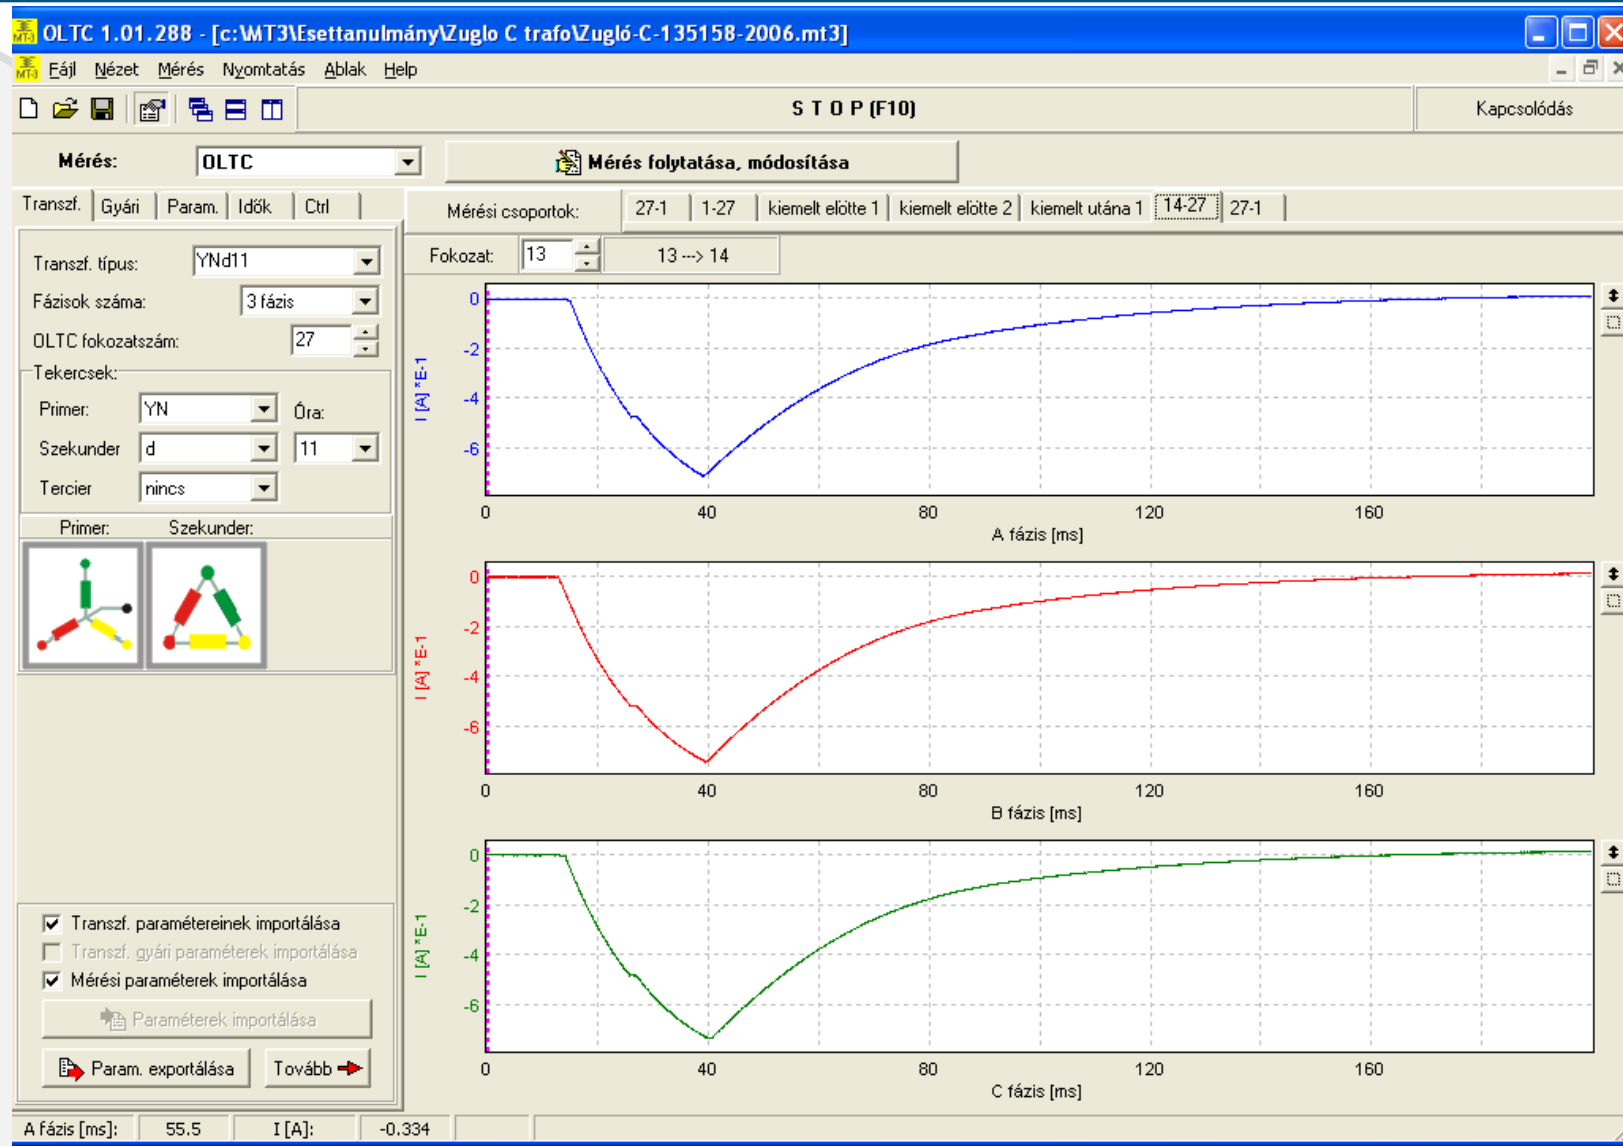 OLTC 1.01.288 - [c:\MT3\Esettanulmány\Zuglo C trafo\Zugló-C-135158-2006.mt3]
MT-3 Fájl Nézet Mérés Nyomtatás Ablak Help
S T O P (F10) Kapcsolódás
Mérés: OLTC Mérés folytatása, módosítása
Transzf. Gyári Param. Idők Ctrl
Mérési csoportok: 27-1 1-27 kiemelt elötte 1 kiemelt elötte 2 kiemelt utána 1 14-27 27-1
Fokozat: 13 13 ---> 14
Transzf. típus: YNd11
Fázisok száma: 3 fázis
OLTC fokozatszám: 27
Tekercsek:
Primer: YN Óra:
Szekunder d 11
Tercier nincs
Primer: Szekunder:
Transzf. paramétereinek importálása
Transzf. gyári paraméterek importálása
Mérési paraméterek importálása
Paraméterek importálása
Param. exportálása Tovább
I [A] *E-1
0
-2
-4
-6
0 40 80 120 160
A fázis [ms]
I [A] *E-1
0
-2
-4
-6
0 40 80 120 160
B fázis [ms]
I [A] *E-1
0
-2
-4
-6
0 40 80 120 160
C fázis [ms]
A fázis [ms]: 55.5 I [A]: -0.334